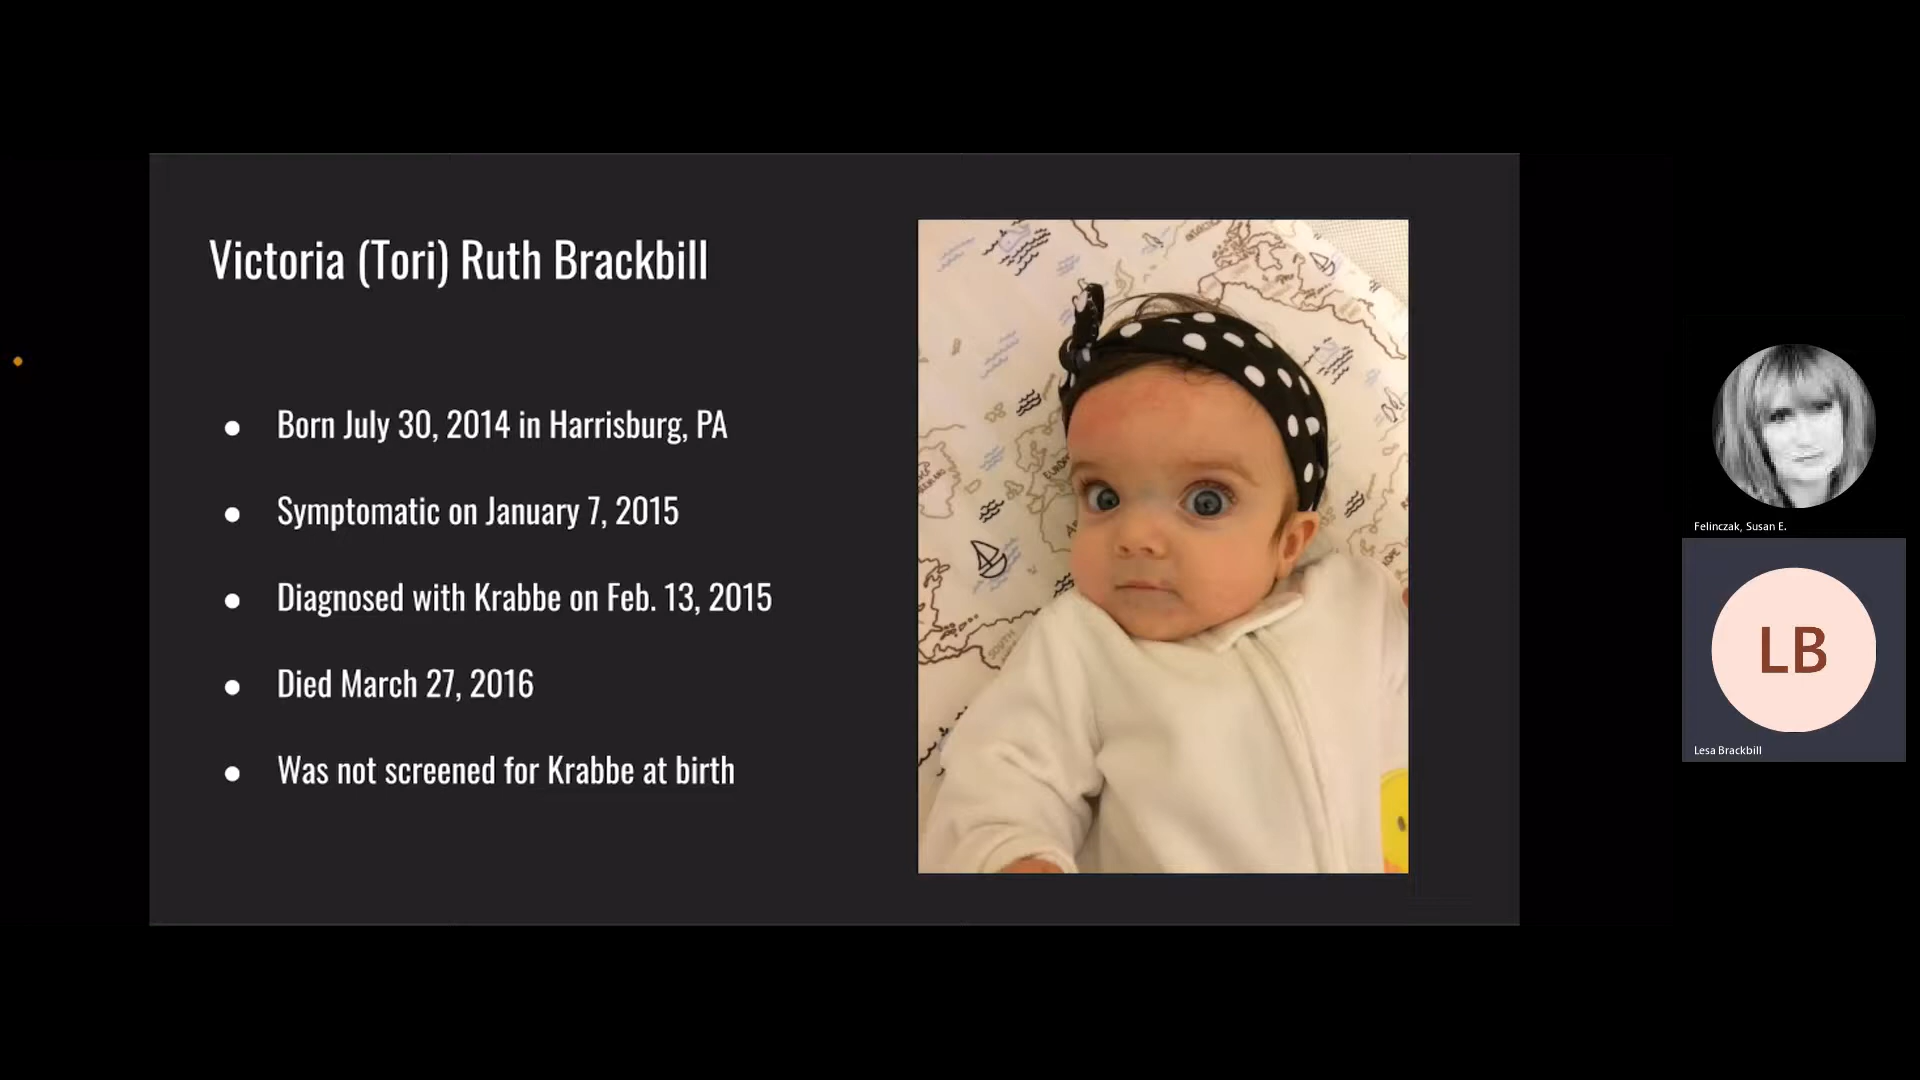 Victoria (Tori) Ruth Brackbill
Born July 30, 2014 in Harrisburg, PA
Symptomatic on January 7, 2015
Diagnosed with Krabbe on Feb. 13, 2015
Died March 27, 2016
Was not screened for Krabbe at birth
Felinczak, Susan E.
LB
Lesa Brackbill